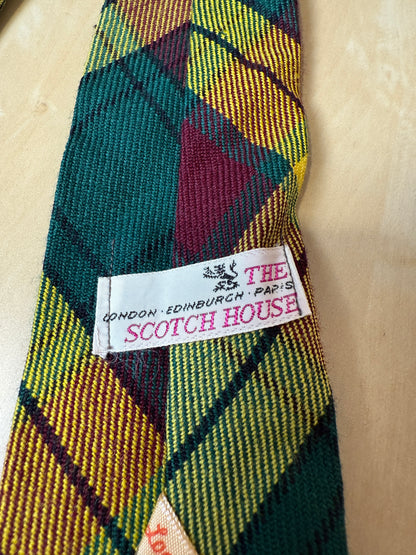 THE
LONDON · EDINBURGH · PARIS
SCOTCH HOUSE